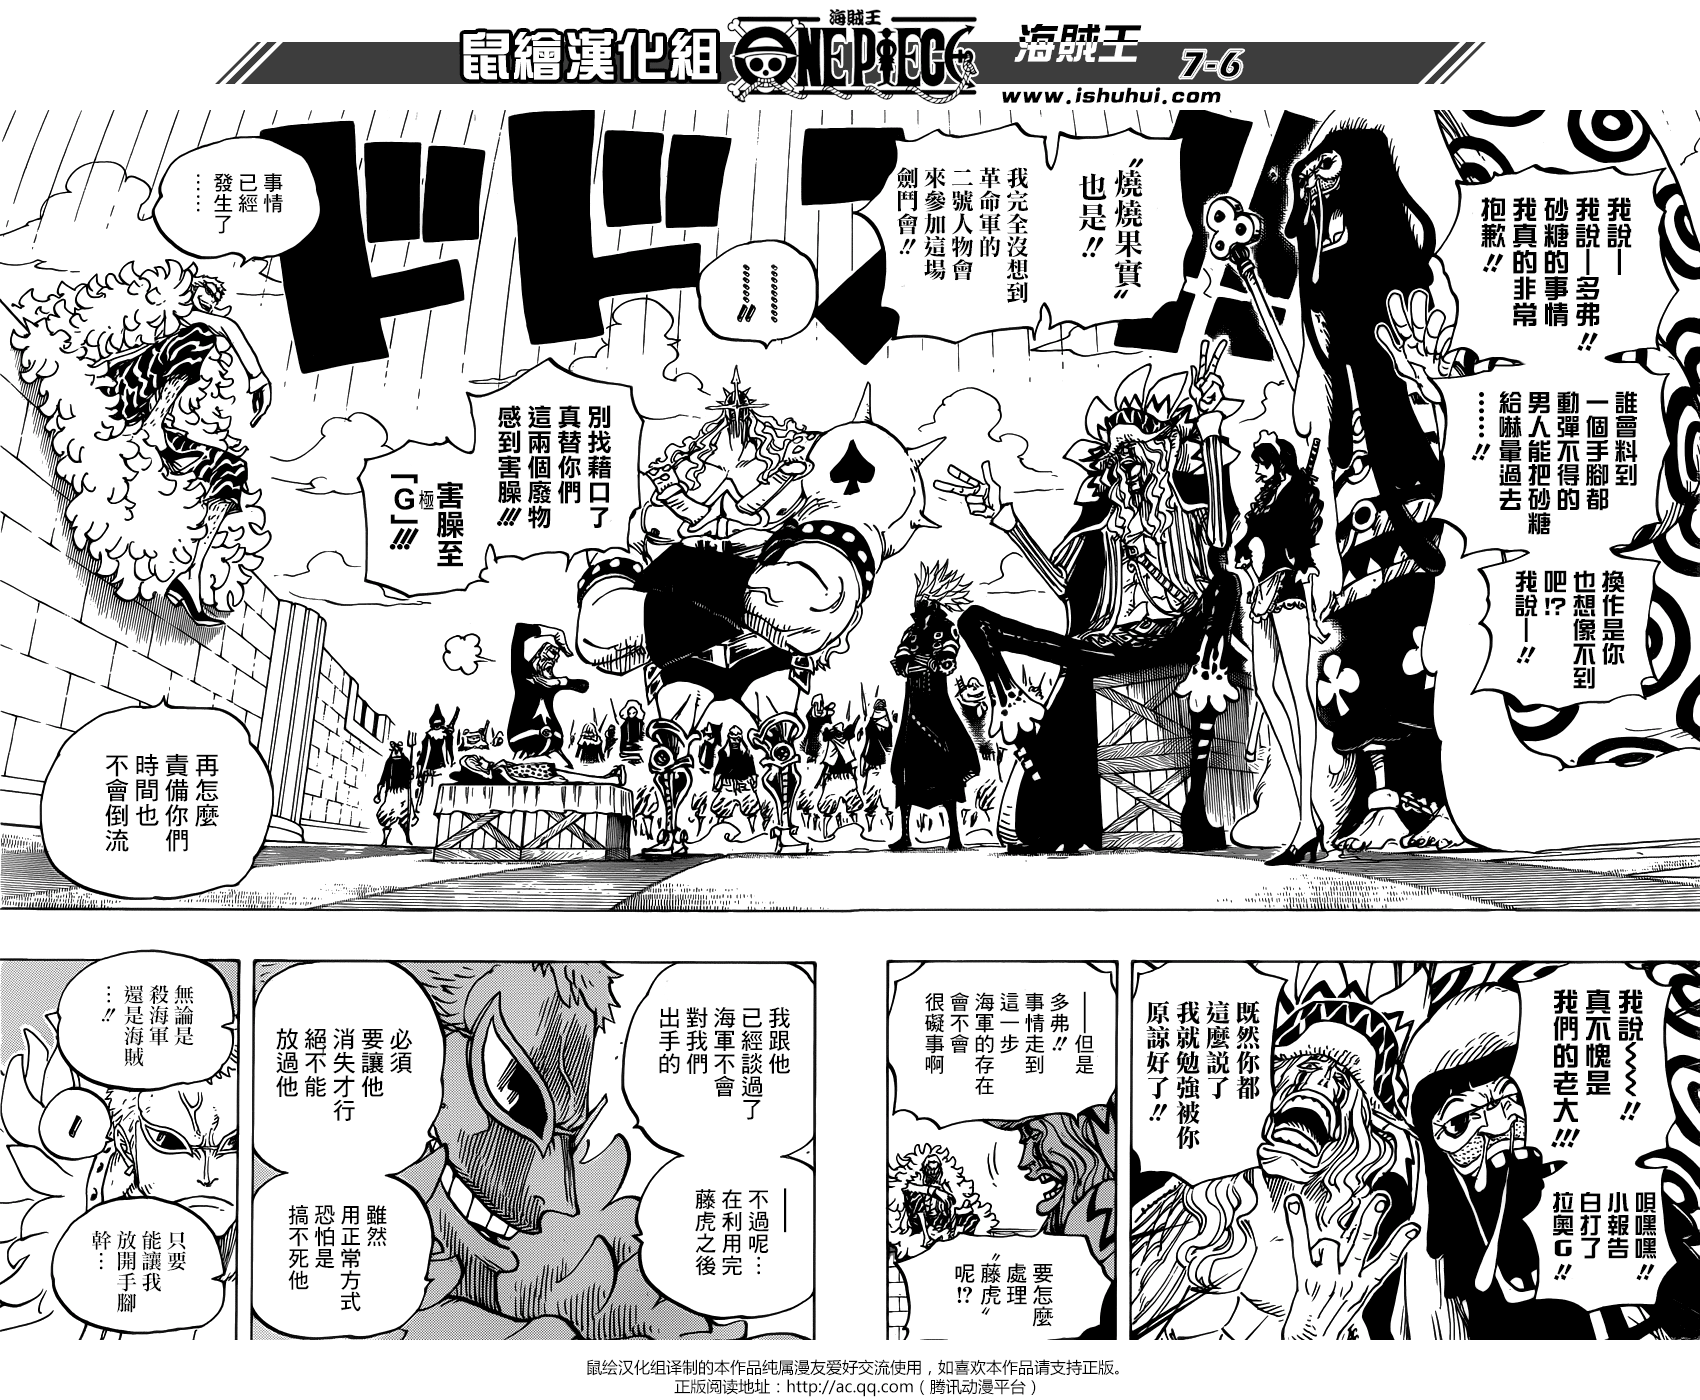 鼠繪漢化組
海賊王
ONE PIECE
海賊王
7-6
www.ishuhui.com
我說—
我說—多弗!!
砂糖的事情
我真的非常
抱歉!!
誰會料到
一個手腳都
動彈不得的
男人能把砂糖
給嚇暈過去
……!!
換作是你
也想像不到
吧!?
我說—!!
“燒燒果實”
也是!!
我完全沒想到
革命軍的
二號人物會
來參加這場
劍鬥會!!
…………
………!!
別找藉口了
真替你們
這兩個廢物
感到害臊!!!
害臊至
極
「G」!!!
事情
已經
發生了
……
再怎麼
責備你們
時間也
不會倒流
ドドドン
我說~~~!!
真不愧是
我們的老大!!!
唄嘿嘿!!
小報告
白打了
拉奧G!!
既然你都
這麼說了
我就勉強被你
原諒好了!!
——但是
多弗!!
事情走到
這一步
海軍的存在
會不會
很礙事啊
要怎麼
處理
“藤虎”
呢!?
我跟他
已經談過了
海軍不會
對我們
出手的
——
不過呢…
在利用完
藤虎之後
必須
要讓他
消失才行
絕不能
放過他
雖然
用正常方式
恐怕是
搞不死他
無論是
殺海軍
還是海賊
…!!
!
只要
能讓我
放開手腳
幹…
鼠绘汉化组译制的本作品纯属漫友爱好交流使用，如喜欢本作品请支持正版。
正版阅读地址：http://ac.qq.com（腾讯动漫平台）